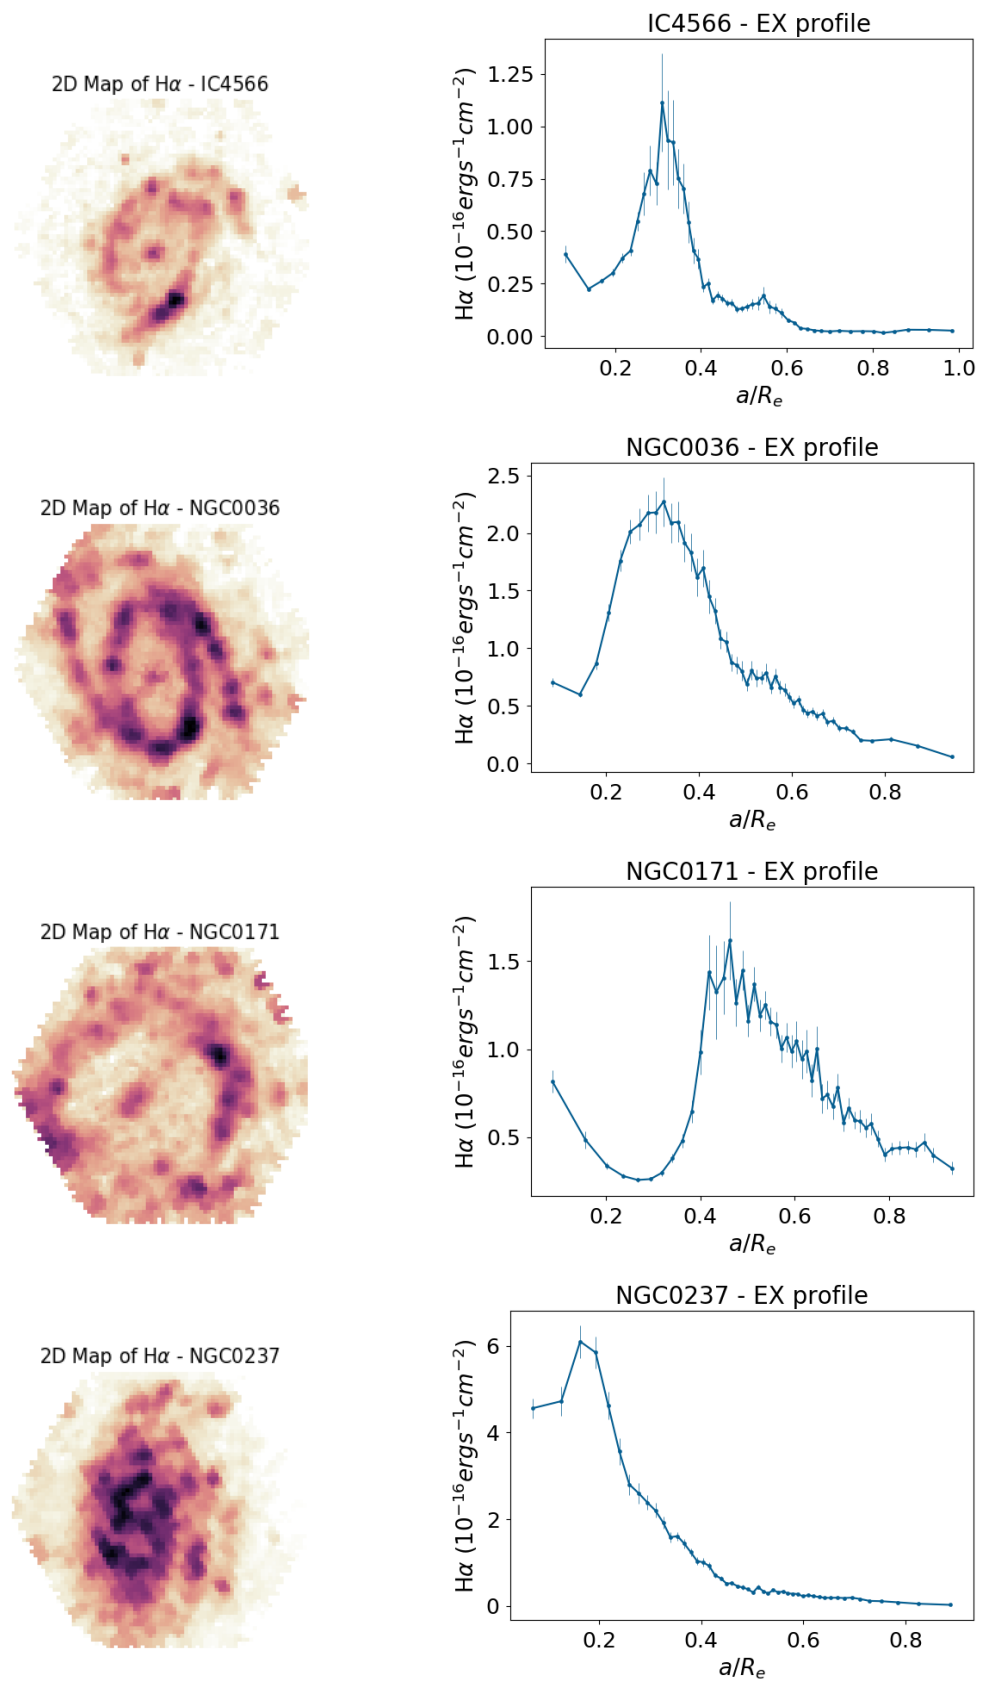 IC4566 - EX profile
2D Map of Hα - IC4566
Hα (10⁻¹⁶ergs⁻¹cm⁻²)
1.25
1.00
0.75
0.50
0.25
0.00
0.2 0.4 0.6 0.8 1.0
a/Rₑ
NGC0036 - EX profile
2D Map of Hα - NGC0036
Hα (10⁻¹⁶ergs⁻¹cm⁻²)
2.5
2.0
1.5
1.0
0.5
0.0
0.2 0.4 0.6 0.8
a/Rₑ
NGC0171 - EX profile
2D Map of Hα - NGC0171
Hα (10⁻¹⁶ergs⁻¹cm⁻²)
1.5
1.0
0.5
0.2 0.4 0.6 0.8
a/Rₑ
NGC0237 - EX profile
2D Map of Hα - NGC0237
Hα (10⁻¹⁶ergs⁻¹cm⁻²)
6
4
2
0
0.2 0.4 0.6 0.8
a/Rₑ